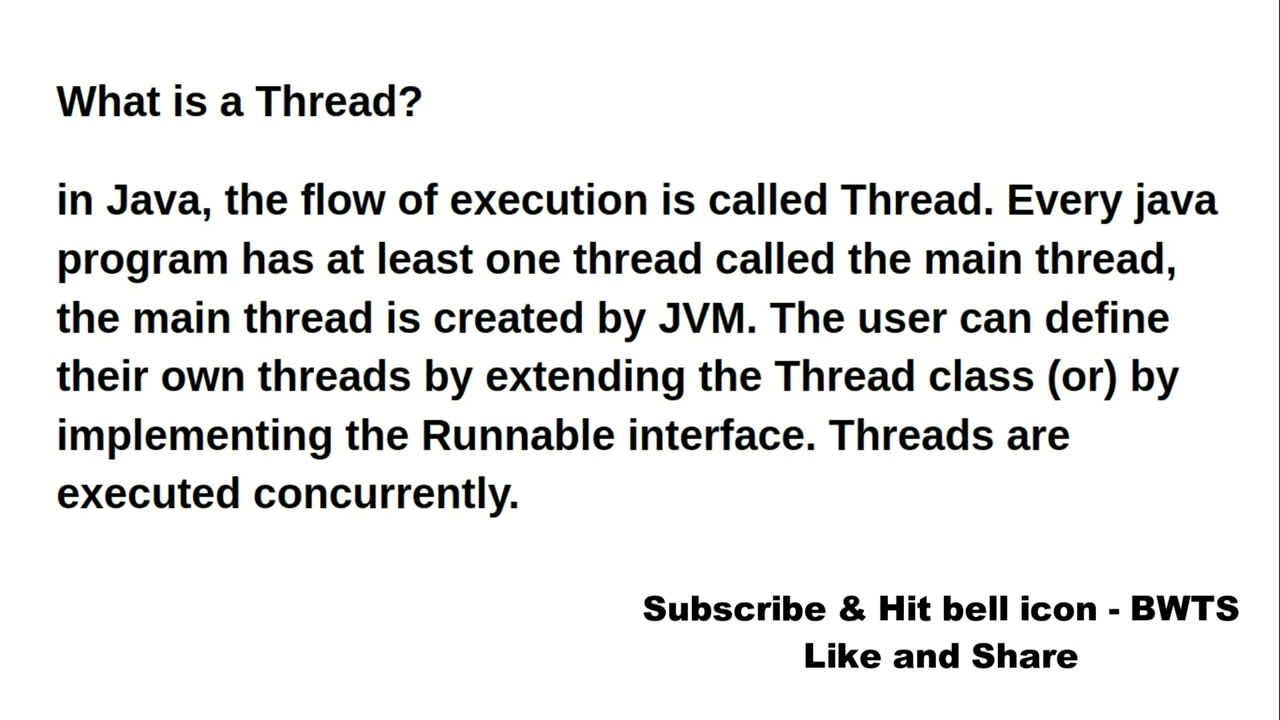 What is a Thread?
in Java, the flow of execution is called Thread. Every java
program has at least one thread called the main thread,
the main thread is created by JVM. The user can define
their own threads by extending the Thread class (or) by
implementing the Runnable interface. Threads are
executed concurrently.
Subscribe & Hit bell icon - BWTS
Like and Share